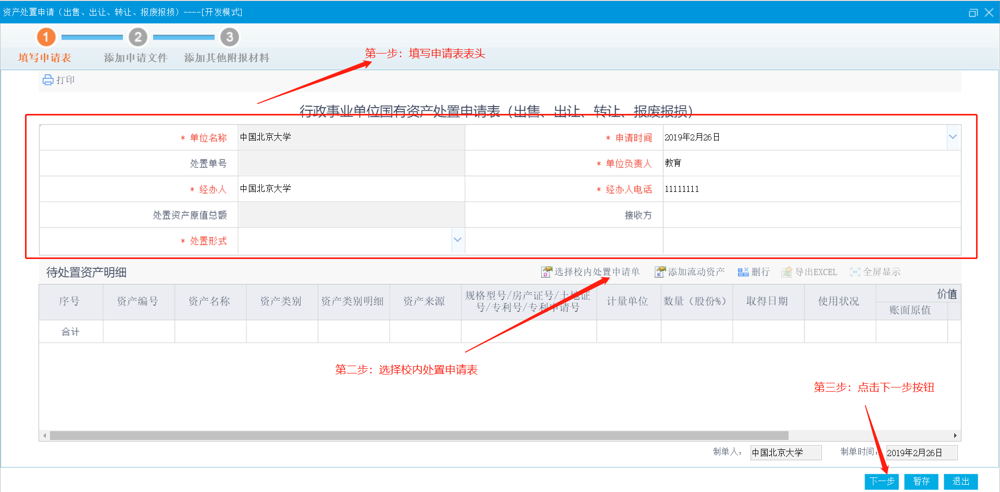 资产处置申请（出售、出让、转让、报废报损）----[开发模式]
1 2 3
填写申请表 添加申请文件 添加其他附报材料
第一步：填写申请表表头
打印
行政事业单位国有资产处置申请表（出售、出让、转让、报废报损）
* 单位名称 中国北京大学 * 申请时间 2019年2月26日
处置单号 * 单位负责人 教育
* 经办人 中国北京大学 * 经办人电话 11111111
处置资产原值总额 接收方
* 处置形式
待处置资产明细 选择校内处置申请单 添加流动资产 删行 导出EXCEL 全屏显示
序号 资产编号 资产名称 资产类别 资产类别明细 资产来源 规格型号/房产证号/土地证号/专利号/专利申请号 计量单位 数量（股份%） 取得日期 使用状况 价值
账面原值
合计
第二步：选择校内处置申请表
第三步：点击下一步按钮
制单人： 中国北京大学 制单时间： 2019年2月26日
下一步 暂存 退出